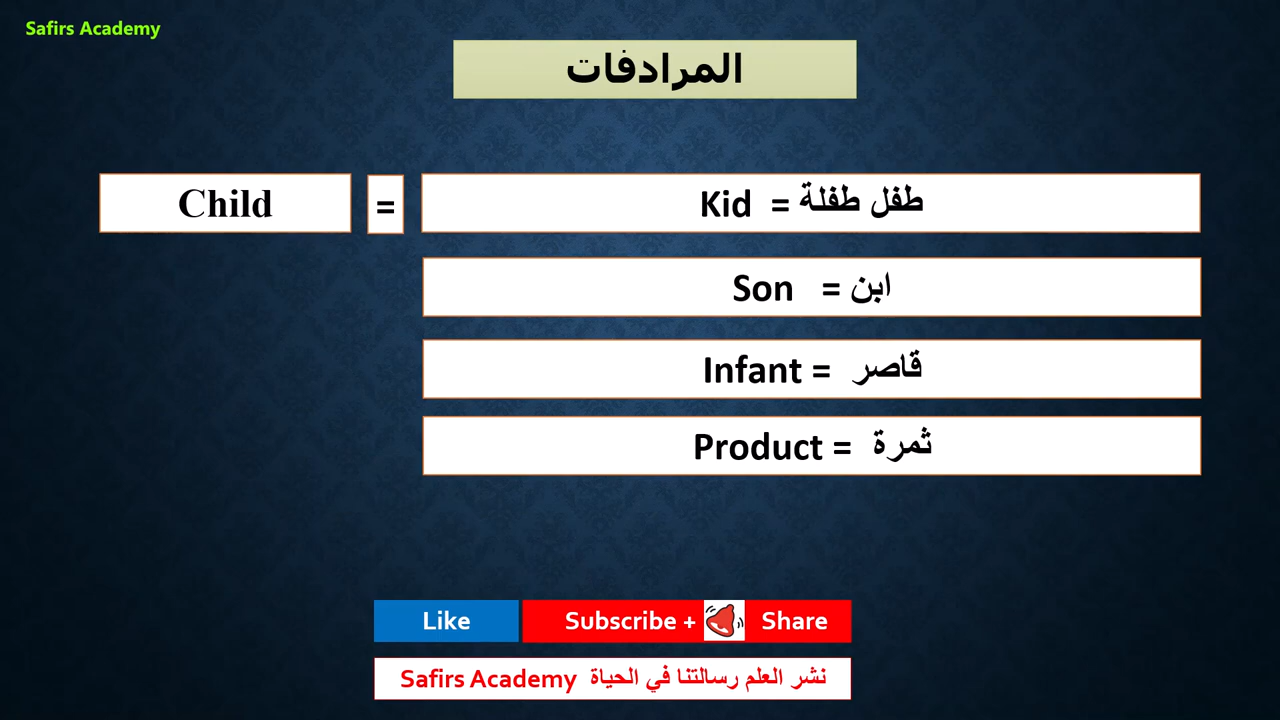 Safirs Academy
المرادفات
Child = Kid = طفل طفلة
Son = ابن
Infant = قاصر
Product = ثمرة
Like Subscribe + Share
Safirs Academy نشر العلم رسالتنا في الحياة